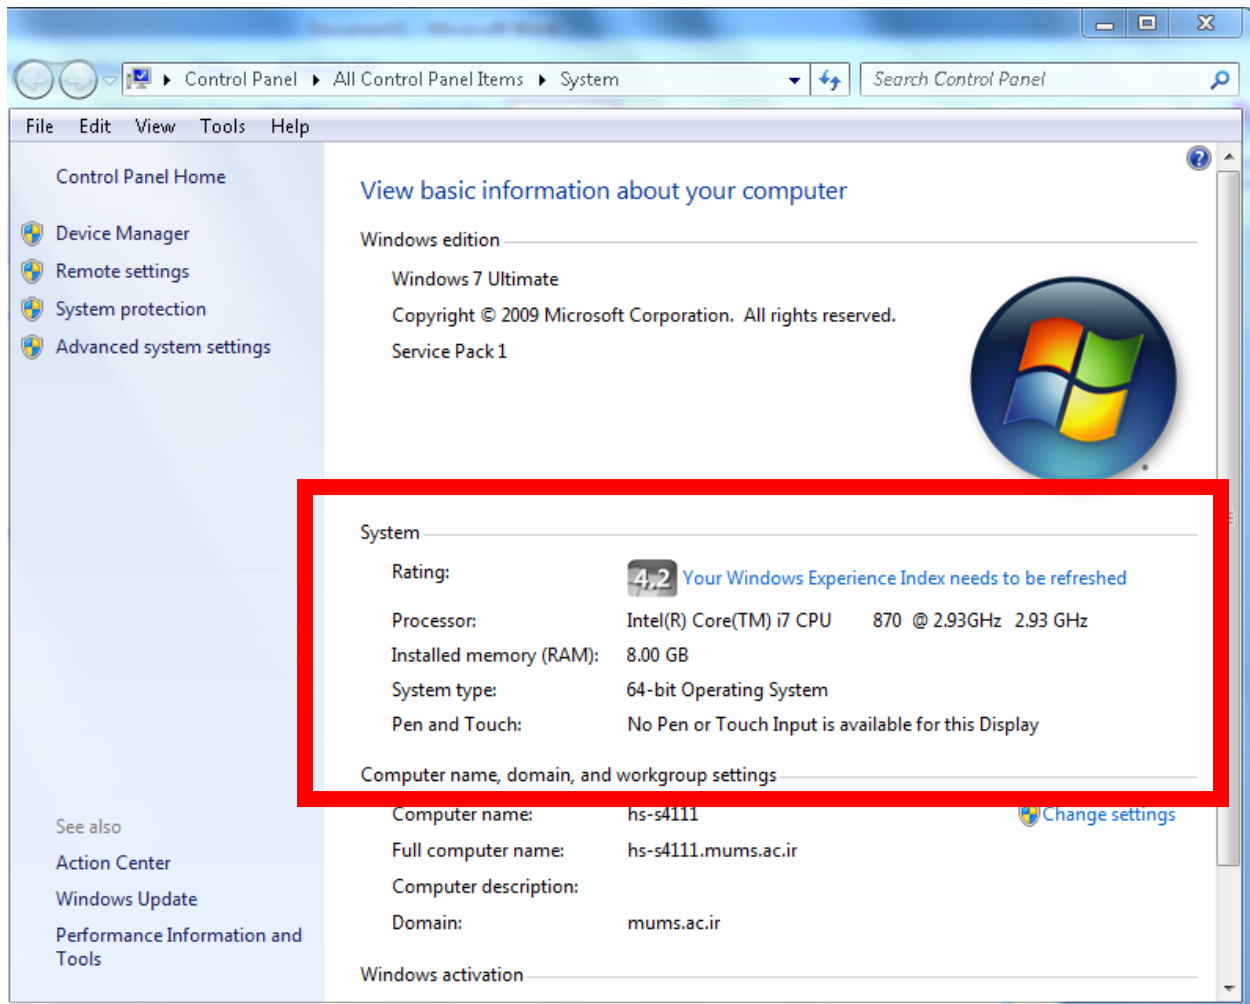 Control Panel ▸ All Control Panel Items ▸ System
Search Control Panel
File Edit View Tools Help
Control Panel Home
Device Manager
Remote settings
System protection
Advanced system settings
See also
Action Center
Windows Update
Performance Information and
Tools
View basic information about your computer
Windows edition
Windows 7 Ultimate
Copyright © 2009 Microsoft Corporation. All rights reserved.
Service Pack 1
System
Rating: 4,2 Your Windows Experience Index needs to be refreshed
Processor: Intel(R) Core(TM) i7 CPU 870 @ 2.93GHz 2.93 GHz
Installed memory (RAM): 8.00 GB
System type: 64-bit Operating System
Pen and Touch: No Pen or Touch Input is available for this Display
Computer name, domain, and workgroup settings
Computer name: hs-s4111 Change settings
Full computer name: hs-s4111.mums.ac.ir
Computer description:
Domain: mums.ac.ir
Windows activation